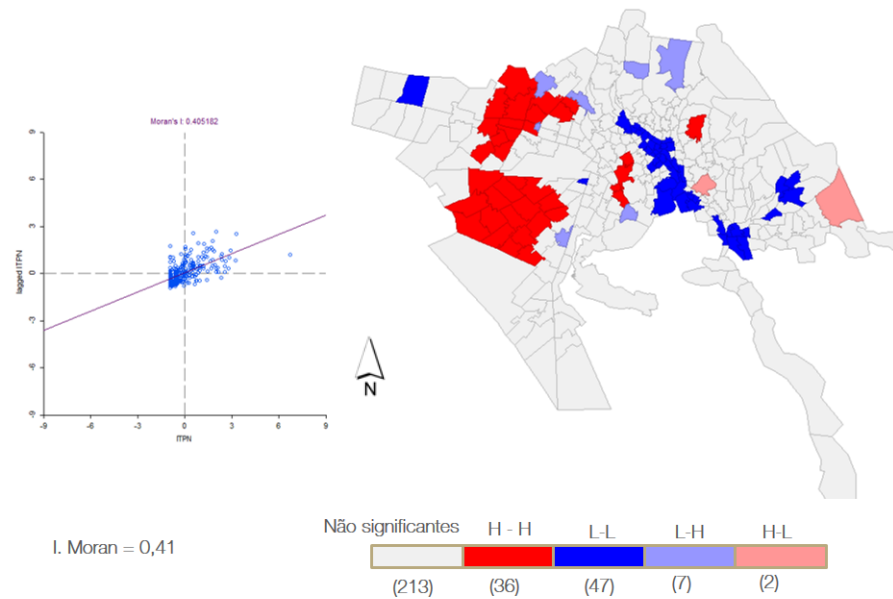 Moran's I: 0.405182
lagged ITPN
9
6
3
0
-3
-6
-9
-9
-6
-3
0
3
6
9
ITPN
N
I. Moran = 0,41
Não significantes H - H L-L L-H H-L
(213) (36) (47) (7) (2)